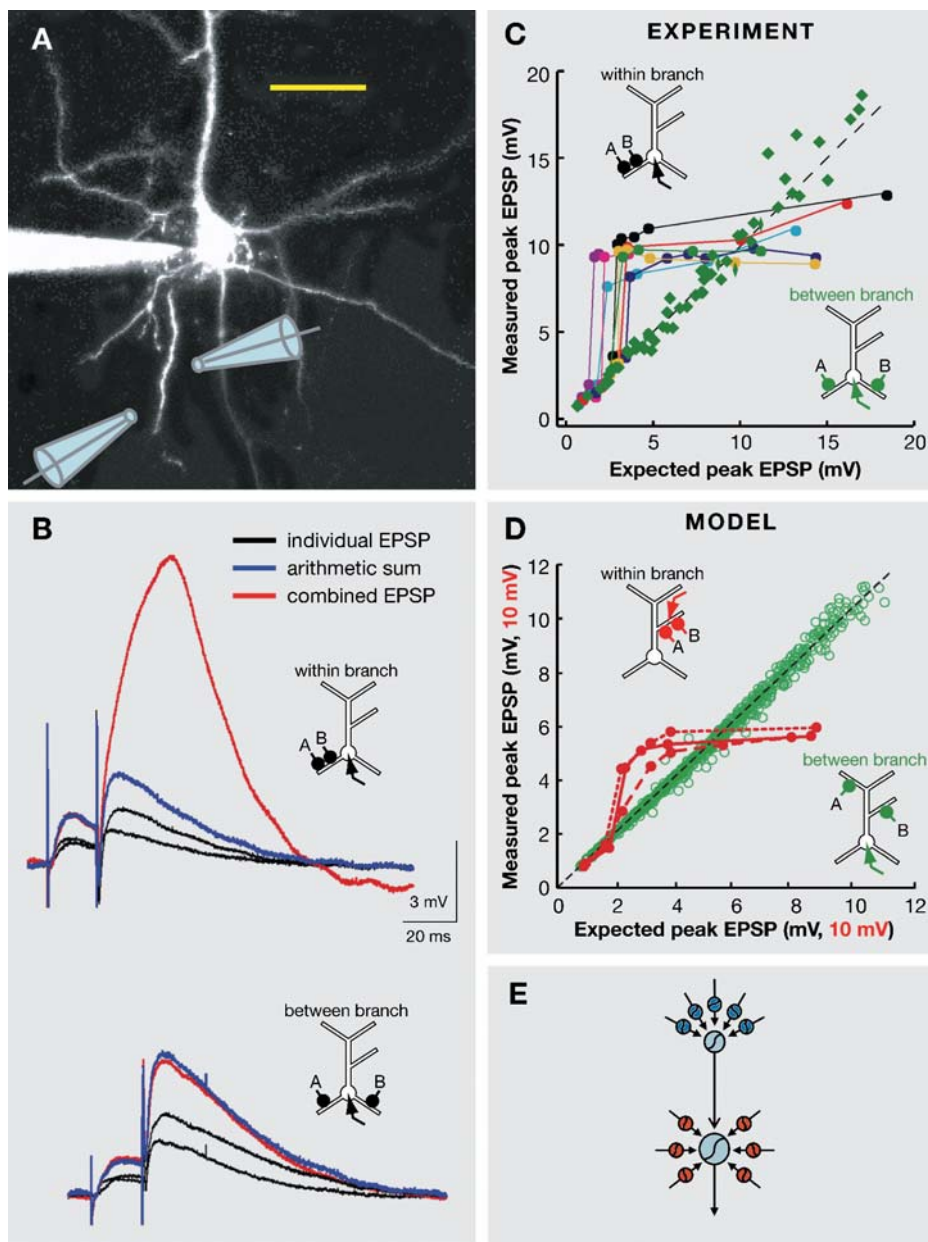 A
B
individual EPSP
arithmetic sum
combined EPSP
within branch
A
B
3 mV
20 ms
between branch
A
B
C
EXPERIMENT
within branch
A
B
between branch
A
B
Measured peak EPSP (mV)
20
15
10
5
0
0
5
10
15
20
Expected peak EPSP (mV)
D
MODEL
within branch
A
B
between branch
A
B
Measured peak EPSP (mV, 10 mV)
12
10
8
6
4
2
0
0
2
4
6
8
10
12
Expected peak EPSP (mV, 10 mV)
E